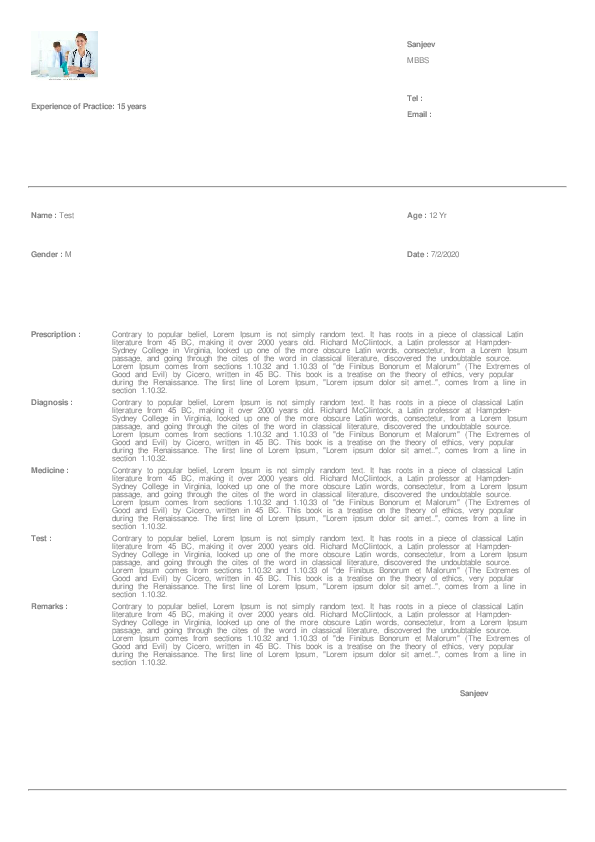 Sanjeev
MBBS
Tel :
Experience of Practice: 15 years
Email :
Name : Test Age : 12 Yr
Gender : M Date : 7/2/2020
Prescription : Contrary to popular belief, Lorem Ipsum is not simply random text. It has roots in a piece of classical Latin
literature from 45 BC, making it over 2000 years old. Richard McClintock, a Latin professor at Hampden-
Sydney College in Virginia, looked up one of the more obscure Latin words, consectetur, from a Lorem Ipsum
passage, and going through the cites of the word in classical literature, discovered the undoubtable source.
Lorem Ipsum comes from sections 1.10.32 and 1.10.33 of "de Finibus Bonorum et Malorum" (The Extremes of
Good and Evil) by Cicero, written in 45 BC. This book is a treatise on the theory of ethics, very popular
during the Renaissance. The first line of Lorem Ipsum, "Lorem ipsum dolor sit amet..", comes from a line in
section 1.10.32.
Diagnosis : Contrary to popular belief, Lorem Ipsum is not simply random text. It has roots in a piece of classical Latin
literature from 45 BC, making it over 2000 years old. Richard McClintock, a Latin professor at Hampden-
Sydney College in Virginia, looked up one of the more obscure Latin words, consectetur, from a Lorem Ipsum
passage, and going through the cites of the word in classical literature, discovered the undoubtable source.
Lorem Ipsum comes from sections 1.10.32 and 1.10.33 of "de Finibus Bonorum et Malorum" (The Extremes of
Good and Evil) by Cicero, written in 45 BC. This book is a treatise on the theory of ethics, very popular
during the Renaissance. The first line of Lorem Ipsum, "Lorem ipsum dolor sit amet..", comes from a line in
section 1.10.32.
Medicine : Contrary to popular belief, Lorem Ipsum is not simply random text. It has roots in a piece of classical Latin
literature from 45 BC, making it over 2000 years old. Richard McClintock, a Latin professor at Hampden-
Sydney College in Virginia, looked up one of the more obscure Latin words, consectetur, from a Lorem Ipsum
passage, and going through the cites of the word in classical literature, discovered the undoubtable source.
Lorem Ipsum comes from sections 1.10.32 and 1.10.33 of "de Finibus Bonorum et Malorum" (The Extremes of
Good and Evil) by Cicero, written in 45 BC. This book is a treatise on the theory of ethics, very popular
during the Renaissance. The first line of Lorem Ipsum, "Lorem ipsum dolor sit amet..", comes from a line in
section 1.10.32.
Test : Contrary to popular belief, Lorem Ipsum is not simply random text. It has roots in a piece of classical Latin
literature from 45 BC, making it over 2000 years old. Richard McClintock, a Latin professor at Hampden-
Sydney College in Virginia, looked up one of the more obscure Latin words, consectetur, from a Lorem Ipsum
passage, and going through the cites of the word in classical literature, discovered the undoubtable source.
Lorem Ipsum comes from sections 1.10.32 and 1.10.33 of "de Finibus Bonorum et Malorum" (The Extremes of
Good and Evil) by Cicero, written in 45 BC. This book is a treatise on the theory of ethics, very popular
during the Renaissance. The first line of Lorem Ipsum, "Lorem ipsum dolor sit amet..", comes from a line in
section 1.10.32.
Remarks : Contrary to popular belief, Lorem Ipsum is not simply random text. It has roots in a piece of classical Latin
literature from 45 BC, making it over 2000 years old. Richard McClintock, a Latin professor at Hampden-
Sydney College in Virginia, looked up one of the more obscure Latin words, consectetur, from a Lorem Ipsum
passage, and going through the cites of the word in classical literature, discovered the undoubtable source.
Lorem Ipsum comes from sections 1.10.32 and 1.10.33 of "de Finibus Bonorum et Malorum" (The Extremes of
Good and Evil) by Cicero, written in 45 BC. This book is a treatise on the theory of ethics, very popular
during the Renaissance. The first line of Lorem Ipsum, "Lorem ipsum dolor sit amet..", comes from a line in
section 1.10.32.
Sanjeev